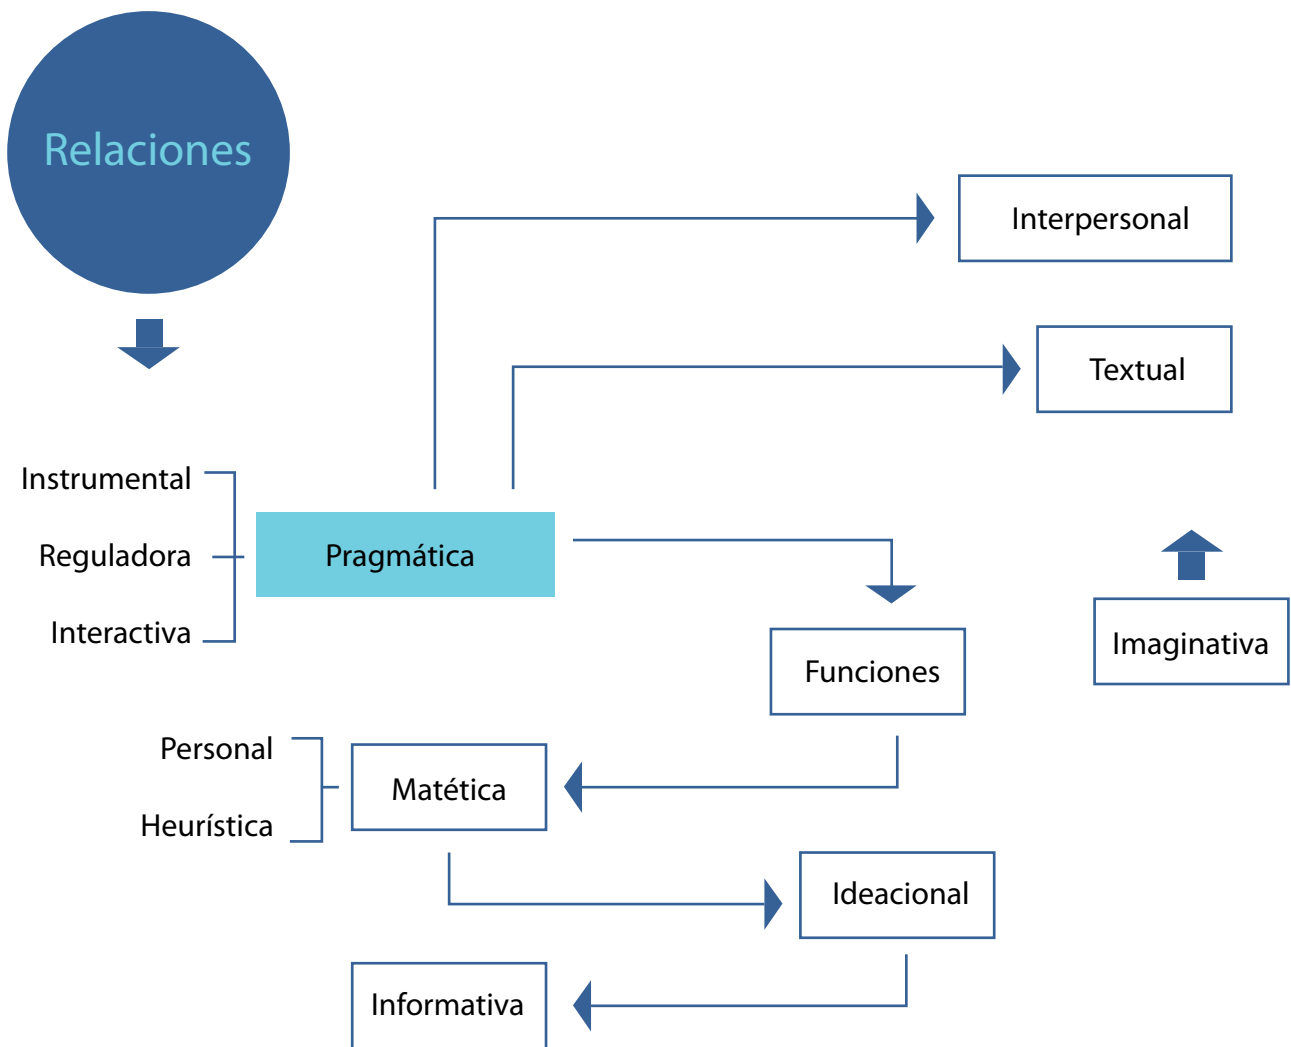 Relaciones
Interpersonal
Textual
Instrumental
Reguladora
Interactiva
Pragmática
Imaginativa
Funciones
Personal
Heurística
Matética
Ideacional
Informativa